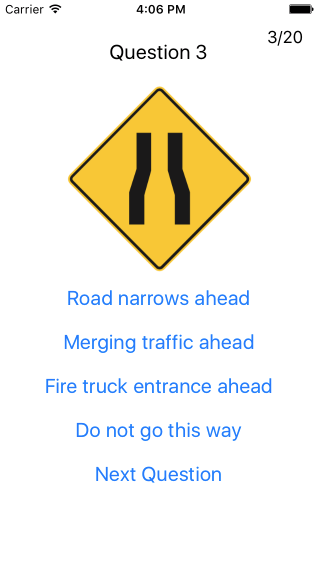 Carrier 4:06 PM
3/20
Question 3
Road narrows ahead
Merging traffic ahead
Fire truck entrance ahead
Do not go this way
Next Question